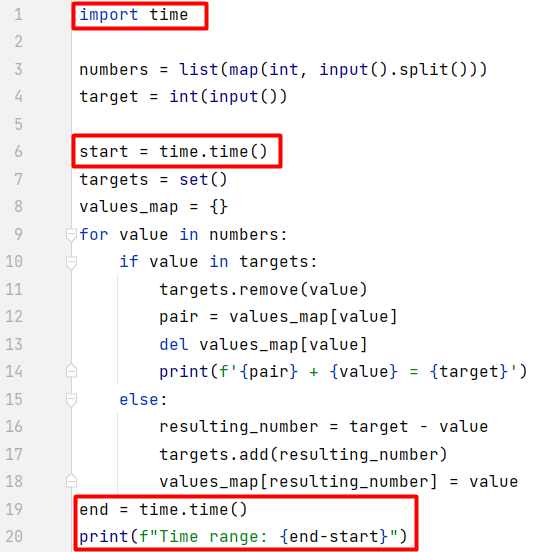 1 import time
2
3 numbers = list(map(int, input().split()))
4 target = int(input())
5
6 start = time.time()
7 targets = set()
8 values_map = {}
9 for value in numbers:
10     if value in targets:
11         targets.remove(value)
12         pair = values_map[value]
13         del values_map[value]
14         print(f'{pair} + {value} = {target}')
15     else:
16         resulting_number = target - value
17         targets.add(resulting_number)
18         values_map[resulting_number] = value
19 end = time.time()
20 print(f"Time range: {end-start}")